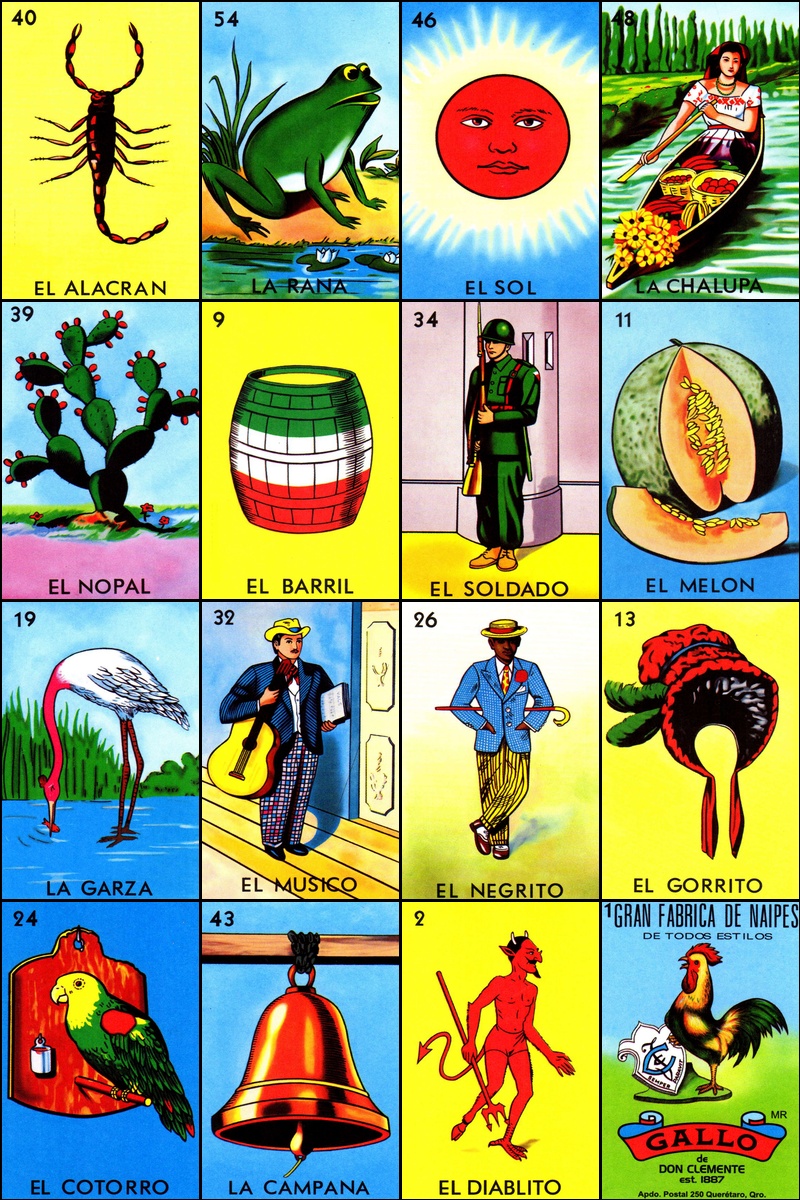 40
EL ALACRAN
54
LA RANA
46
EL SOL
48
LA CHALUPA
39
EL NOPAL
9
EL BARRIL
34
EL SOLDADO
11
EL MELON
19
LA GARZA
32
EL MUSICO
26
EL NEGRITO
13
EL GORRITO
24
EL COTORRO
43
LA CAMPANA
2
EL DIABLITO
1
GRAN FABRICA DE NAIPES
DE TODOS ESTILOS
SEMPER
MR
GALLO
de
DON CLEMENTE
est. 1887
Apdo. Postal 250 Querétaro, Qro.